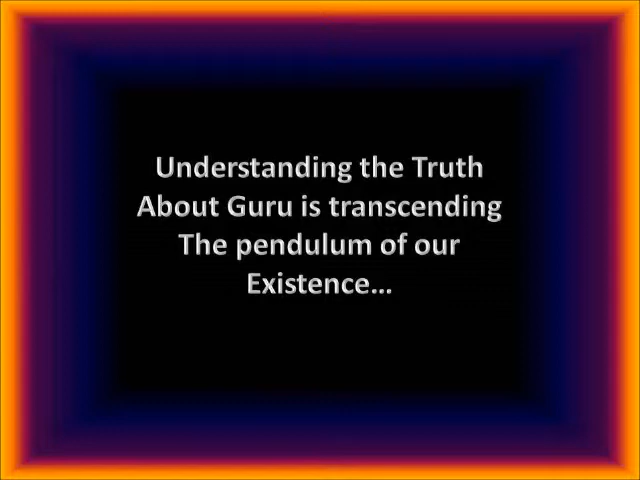 Understanding the Truth
About Guru is transcending
The pendulum of our
Existence...